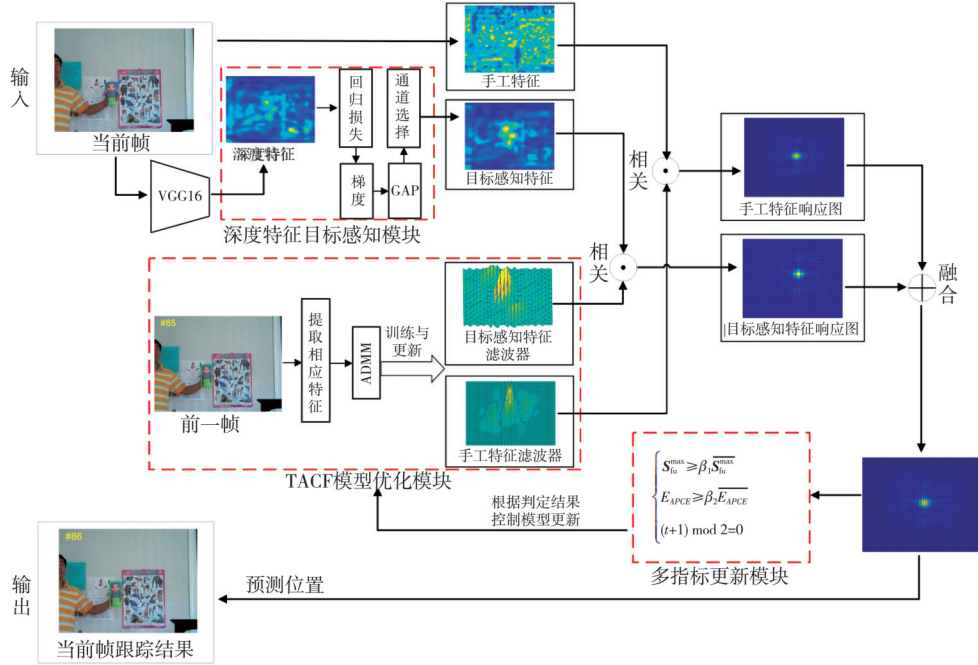 输入
当前帧
VGG16
深度特征
回归损失
梯度
通道选择
GAP
深度特征目标感知模块
手工特征
目标感知特征
相关
相关
手工特征响应图
|目标感知特征响应图
融合
#85
前一帧
提取相应特征
ADMM
训练与
更新
目标感知特征
滤波器
手工特征滤波器
TACF模型优化模块
根据判定结果
控制模型更新
S_fu^max≥β₁\overline{S_fu^max}
E_APCE≥β₂\overline{E_APCE}
(t+1) mod 2=0
多指标更新模块
输出
#86
当前帧跟踪结果
预测位置